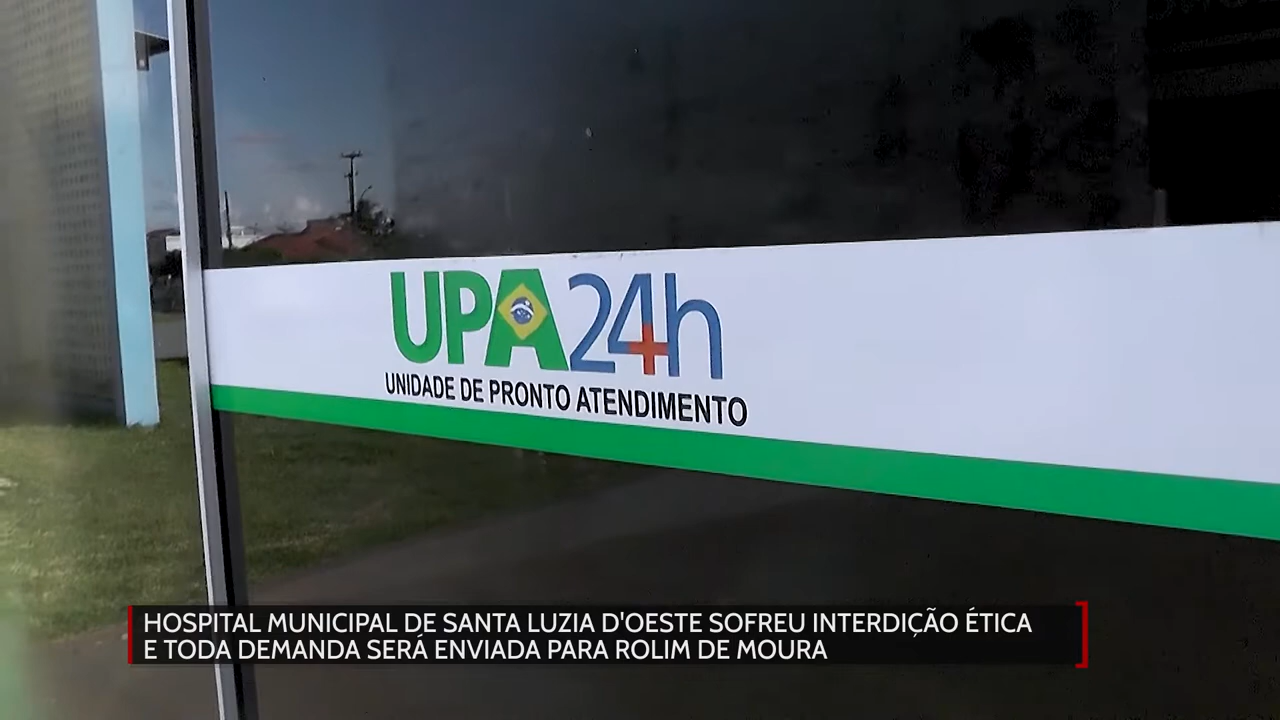 UPA24h
UNIDADE DE PRONTO ATENDIMENTO
HOSPITAL MUNICIPAL DE SANTA LUZIA D'OESTE SOFREU INTERDIÇÃO ÉTICA
E TODA DEMANDA SERÁ ENVIADA PARA ROLIM DE MOURA